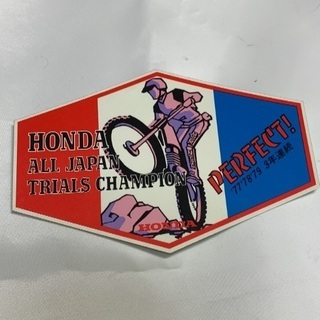 HONDA
ALL JAPAN
TRIALS CHAMPION
PERFECT!
'77'78'79 3年連続
HONDA